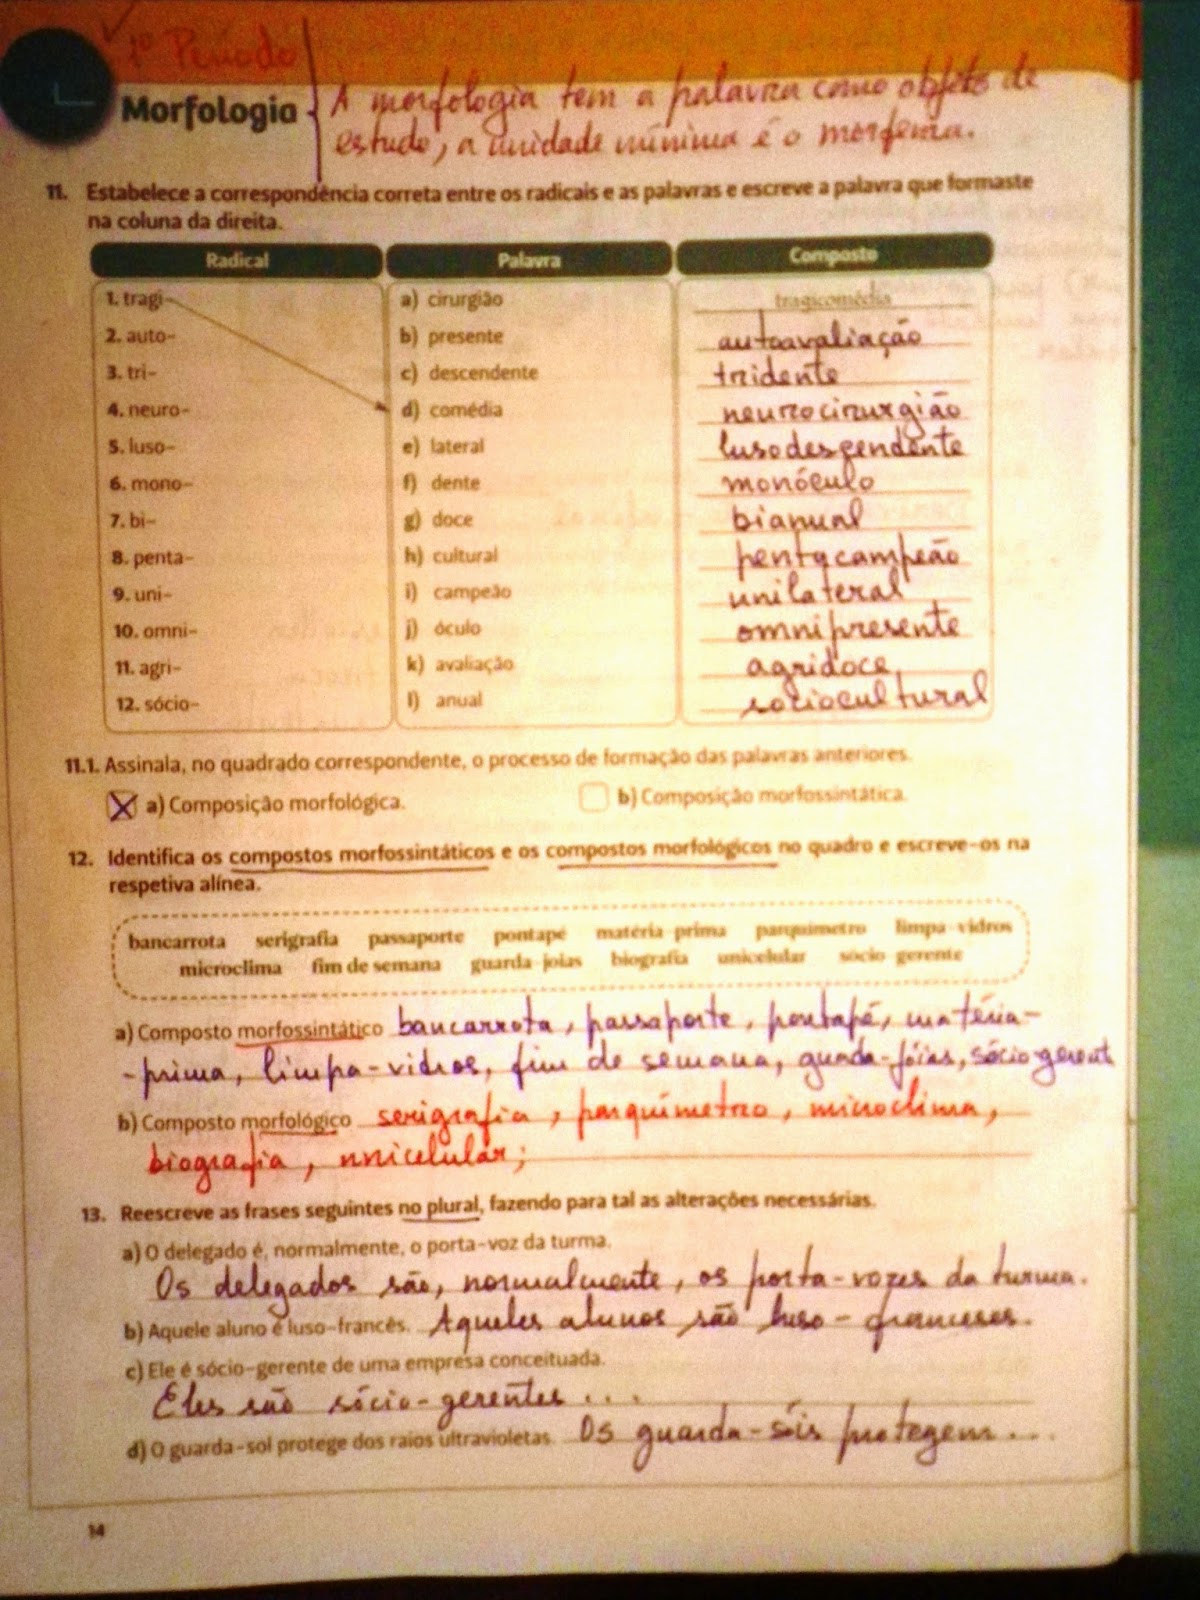 1º Período
Morfologia
A morfologia tem a palavra como objeto de
estudo, a unidade mínima é o morfema.
11. Estabelece a correspondência correta entre os radicais e as palavras e escreve a palavra que formaste
na coluna da direita.
Radical Palavra Composto
1. tragi- a) cirurgião tragicomédia
2. auto- b) presente autoavaliação
3. tri- c) descendente tridente
4. neuro- d) comédia neurocirurgião
5. luso- e) lateral lusodescendente
6. mono- f) dente monóculo
7. bi- g) doce bianual
8. penta- h) cultural pentacampeão
9. uni- i) campeão unilateral
10. omni- j) óculo omnipresente
11. agri- k) avaliação agridoce
12. sócio- l) anual sociocultural
11.1. Assinala, no quadrado correspondente, o processo de formação das palavras anteriores.
X a) Composição morfológica. b) Composição morfossintática.
12. Identifica os compostos morfossintáticos e os compostos morfológicos no quadro e escreve-os na
respetiva alínea.
bancarrota serigrafia passaporte pontapé matéria-prima parquímetro limpa-vidros
microclima fim de semana guarda-joias biografia unicelular sócio-gerente
a) Composto morfossintático bancarrota, passaporte, pontapé, matéria-
-prima, limpa-vidros, fim de semana, guarda-jóias, sócio-gerent
b) Composto morfológico serigrafia, parquímetro, microclima,
biografia, unicelular;
13. Reescreve as frases seguintes no plural, fazendo para tal as alterações necessárias.
a) O delegado é, normalmente, o porta-voz da turma.
Os delegados são, normalmente, os porta-vozes da turma.
b) Aquele aluno é luso-francês. Aqueles alunos são luso-franceses.
c) Ele é sócio-gerente de uma empresa conceituada.
Eles são sócio-gerentes ...
d) O guarda-sol protege dos raios ultravioletas. Os guarda-sóis protegem ...
14